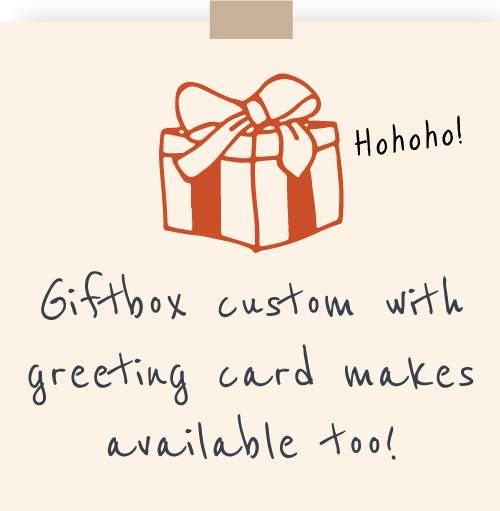 Hohoho!
Giftbox custom with
greeting card makes
available too!